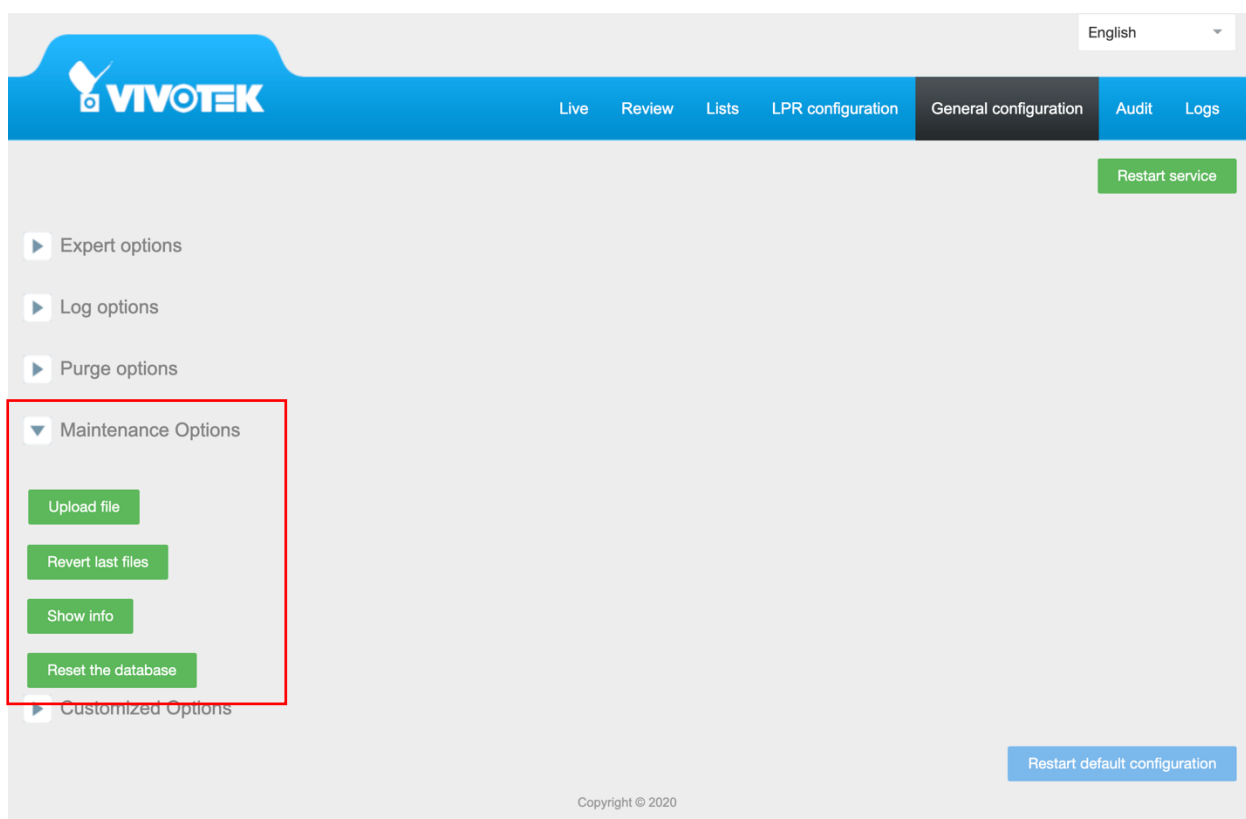 English
VIVOTEK
Live Review Lists LPR configuration General configuration Audit Logs
Restart service
Expert options
Log options
Purge options
Maintenance Options
Upload file
Revert last files
Show info
Reset the database
Customized Options
Restart default configuration
Copyright © 2020